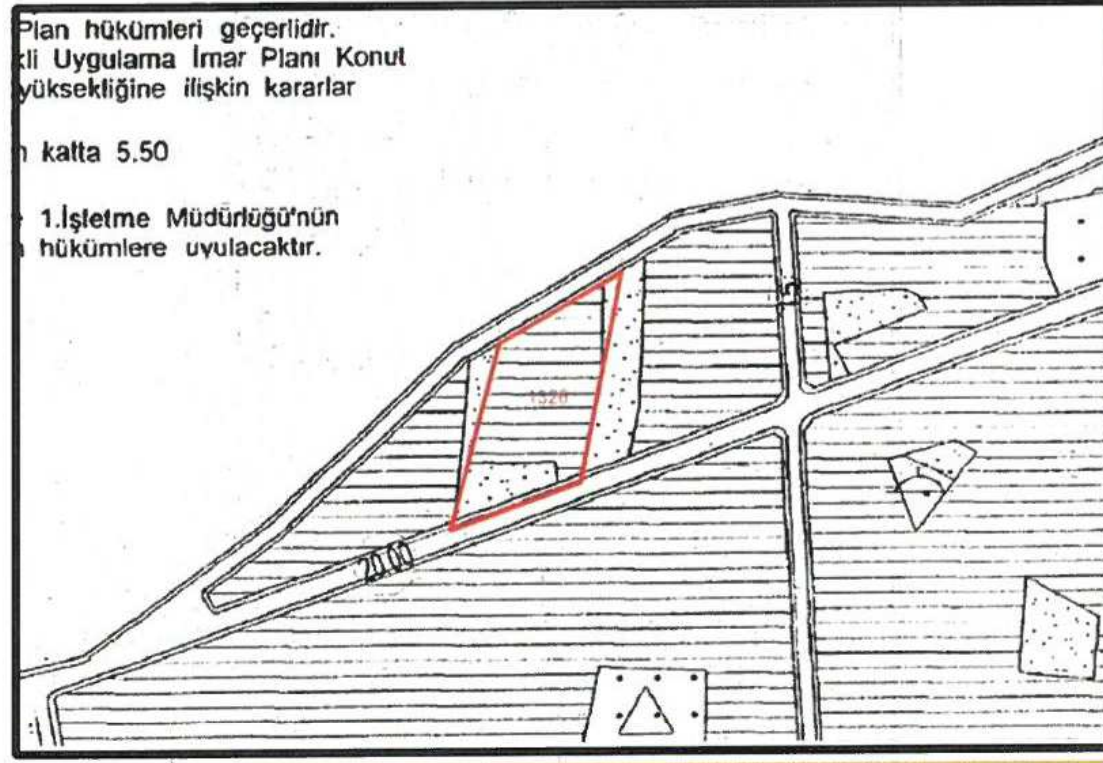 Plan hükümleri geçerlidir.
kli Uygulama İmar Planı Konut
yüksekliğine ilişkin kararlar
katta 5.50
1.İşletme Müdürlüğü'nün
hükümlere uyulacaktır.
1326
20.00